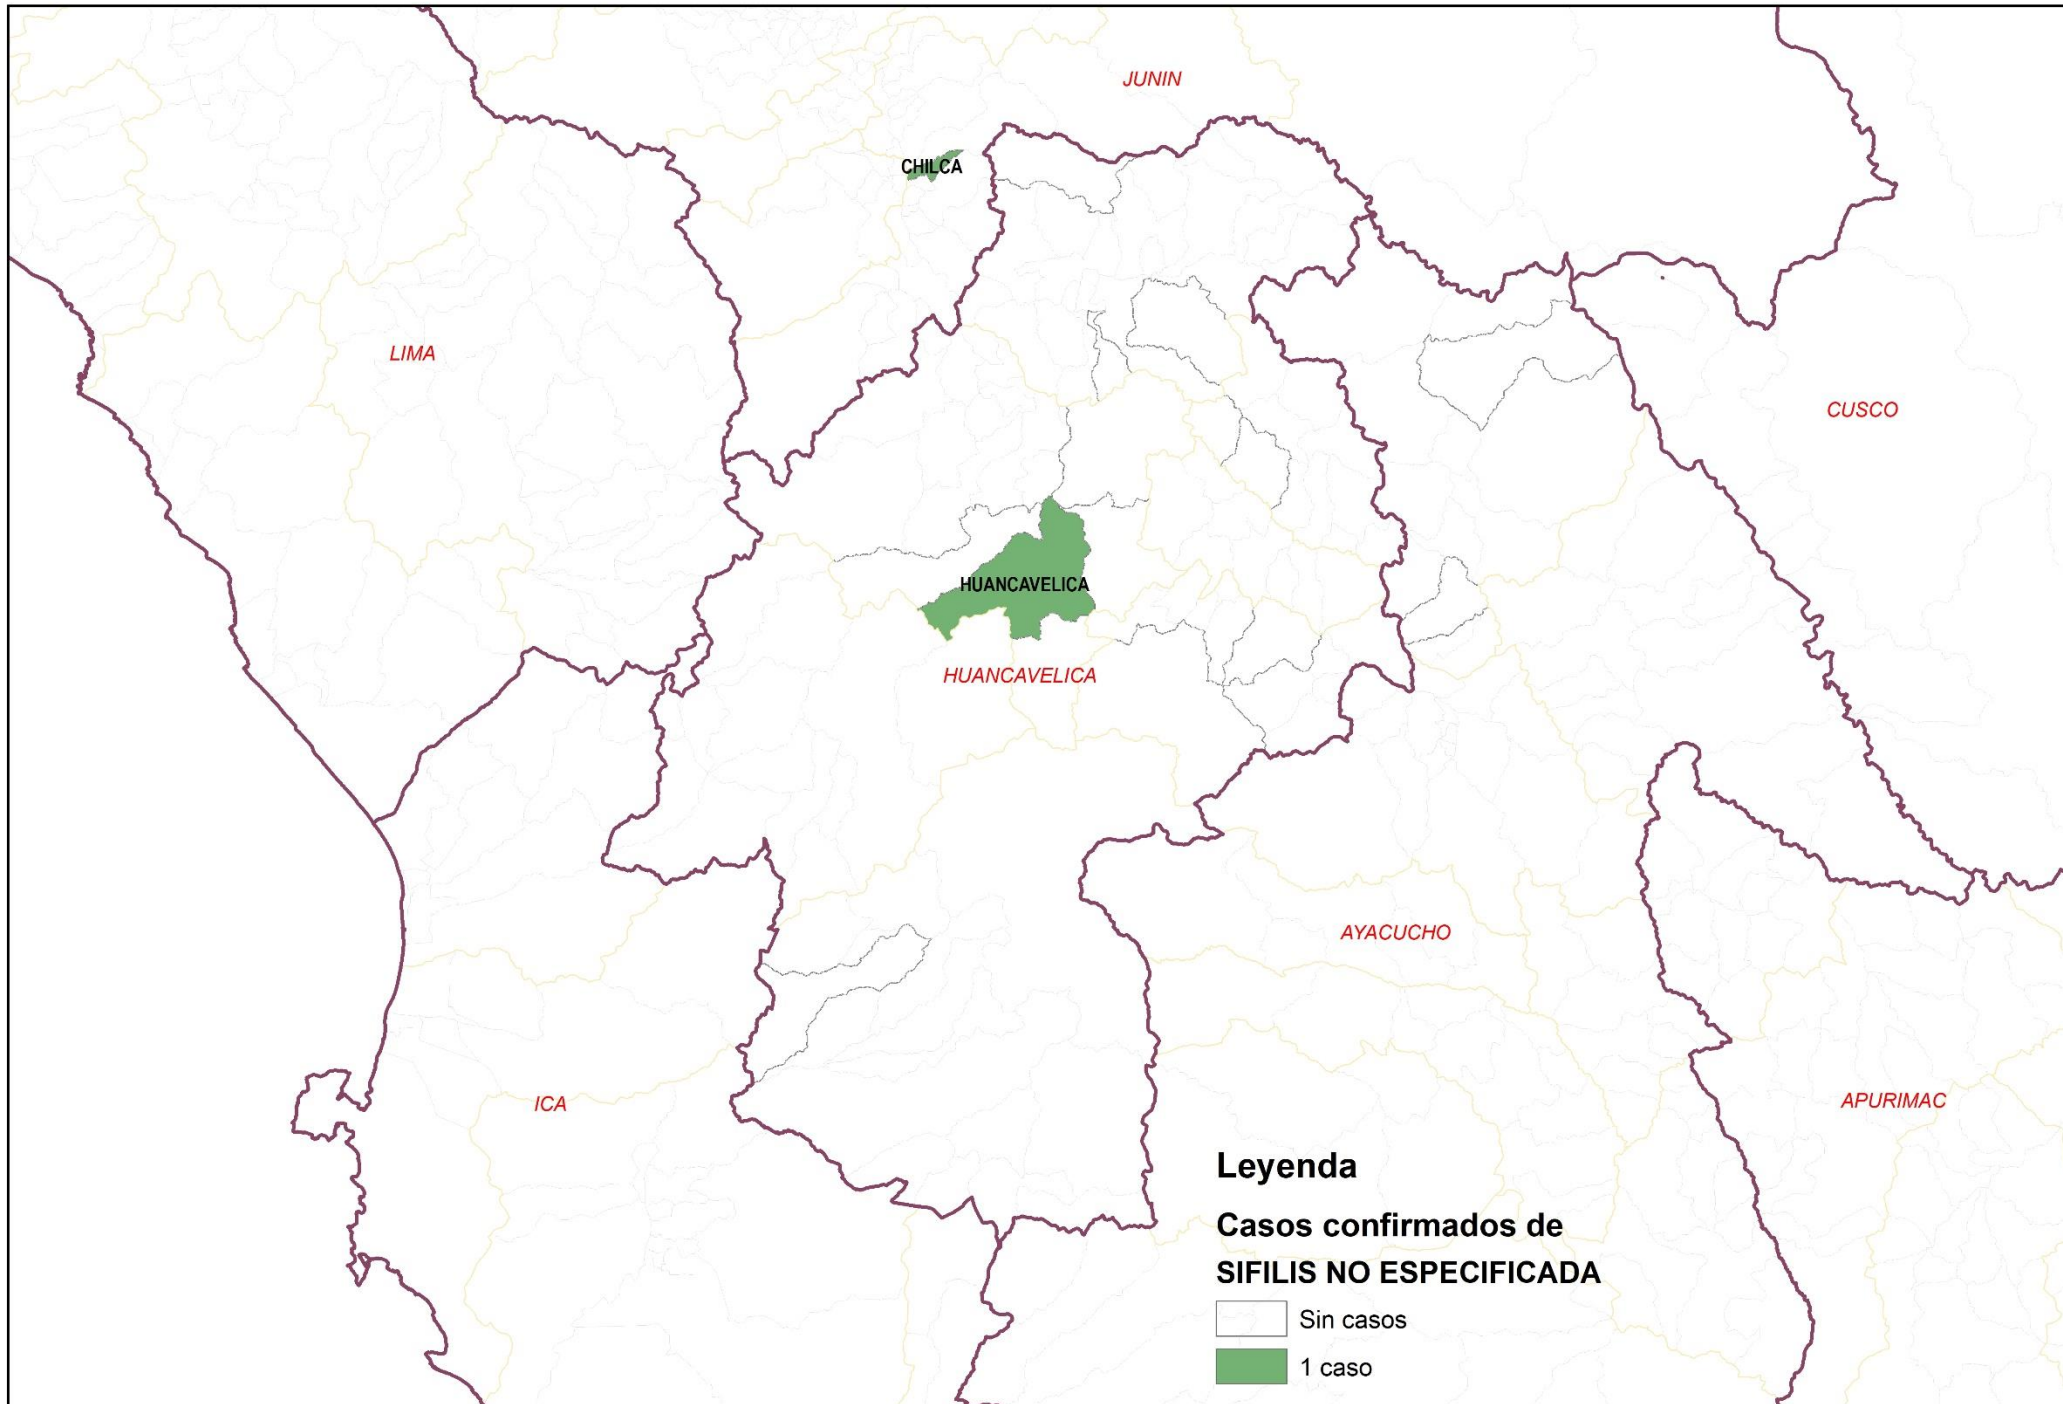 JUNIN
CHILCA
LIMA
CUSCO
HUANCAVELICA
HUANCAVELICA
AYACUCHO
ICA
APURIMAC
Leyenda
Casos confirmados de
SIFILIS NO ESPECIFICADA
Sin casos
1 caso